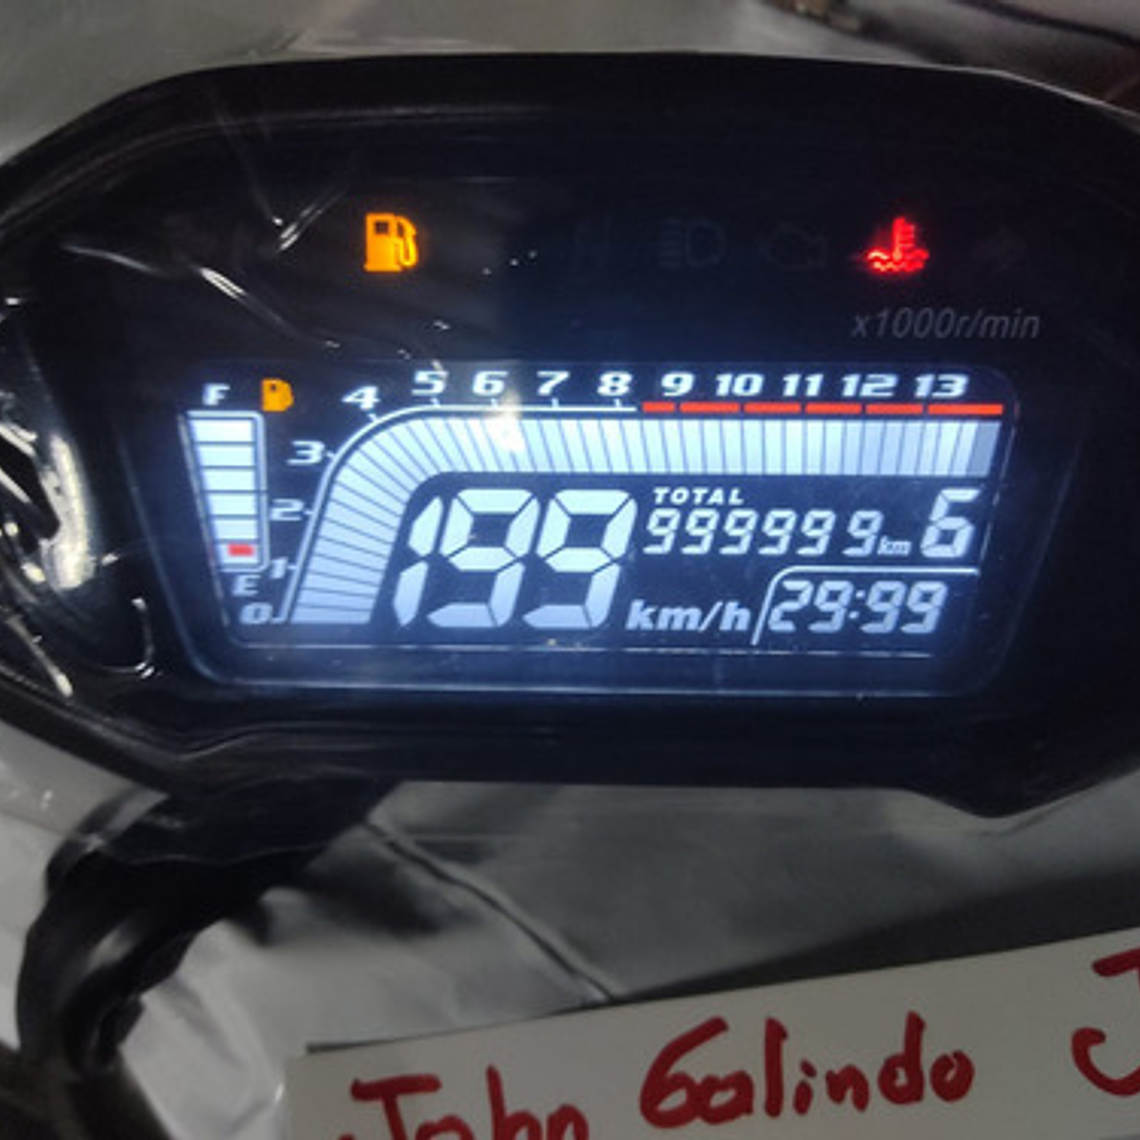 x1000r/min
F 4 5 6 7 8 9 10 11 12 13
3
2
1
E
0
199 km/h
TOTAL
999999 9 km 6
29:99
John Galindo J